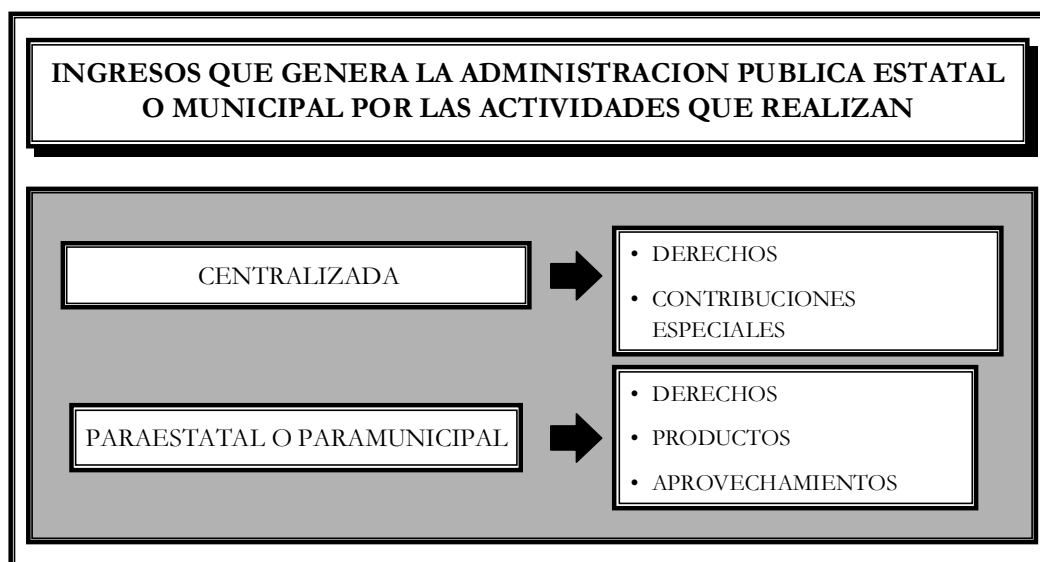 INGRESOS QUE GENERA LA ADMINISTRACION PUBLICA ESTATAL
O MUNICIPAL POR LAS ACTIVIDADES QUE REALIZAN
CENTRALIZADA
• DERECHOS
• CONTRIBUCIONES
ESPECIALES
PARAESTATAL O PARAMUNICIPAL
• DERECHOS
• PRODUCTOS
• APROVECHAMIENTOS